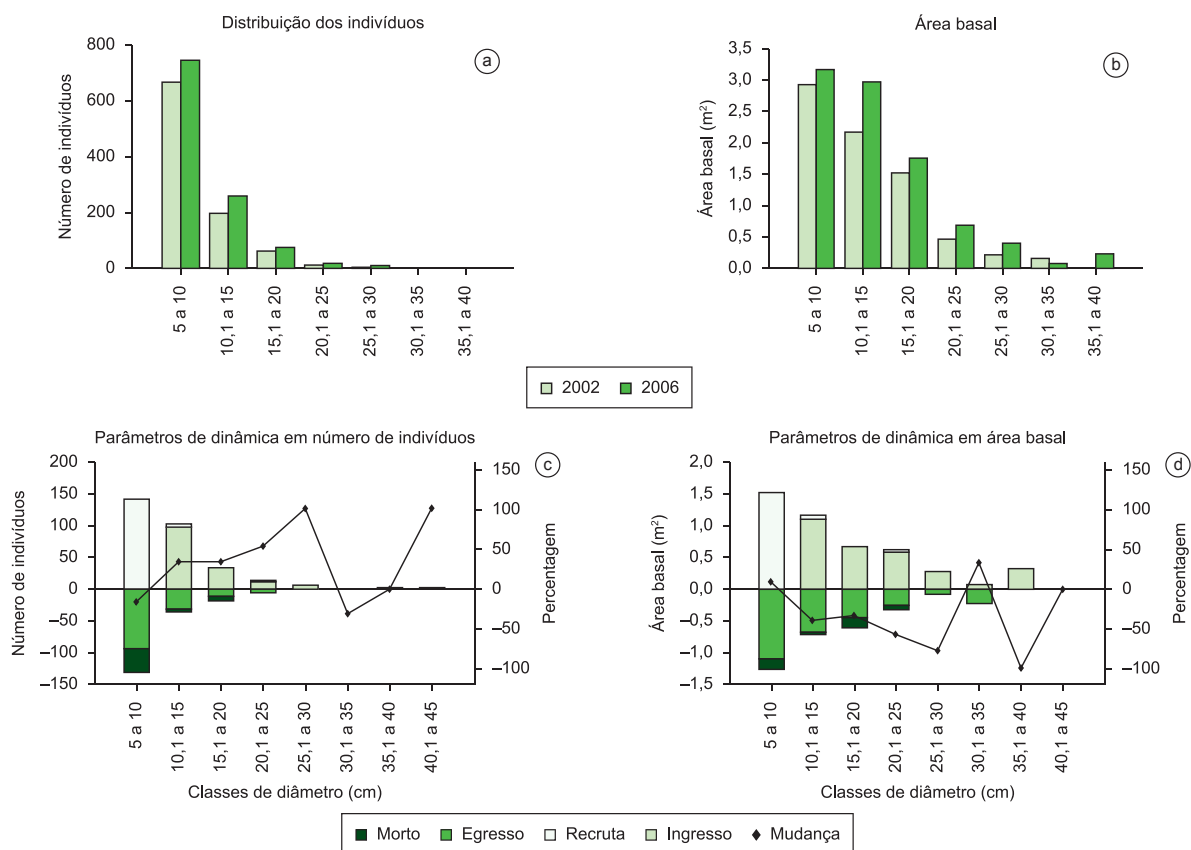 Distribuição dos indivíduos
a
Número de indivíduos
800
600
400
200
0
5 a 10
10,1 a 15
15,1 a 20
20,1 a 25
25,1 a 30
30,1 a 35
35,1 a 40
Área basal
b
Área basal (m²)
3,5
3,0
2,5
2,0
1,5
1,0
0,5
0,0
5 a 10
10,1 a 15
15,1 a 20
20,1 a 25
25,1 a 30
30,1 a 35
35,1 a 40
2002 2006
Parâmetros de dinâmica em número de indivíduos
c
Número de indivíduos
200
150
100
50
0
–50
–100
–150
150
100
50
0
–50
–100
Percentagem
5 a 10
10,1 a 15
15,1 a 20
20,1 a 25
25,1 a 30
30,1 a 35
35,1 a 40
40,1 a 45
Classes de diâmetro (cm)
Parâmetros de dinâmica em área basal
d
Área basal (m²)
2,0
1,5
1,0
0,5
0,0
–0,5
–1,0
–1,5
150
100
50
0
–50
–100
Percentagem
5 a 10
10,1 a 15
15,1 a 20
20,1 a 25
25,1 a 30
30,1 a 35
35,1 a 40
40,1 a 45
Classes de diâmetro (cm)
Morto Egresso Recruta Ingresso Mudança